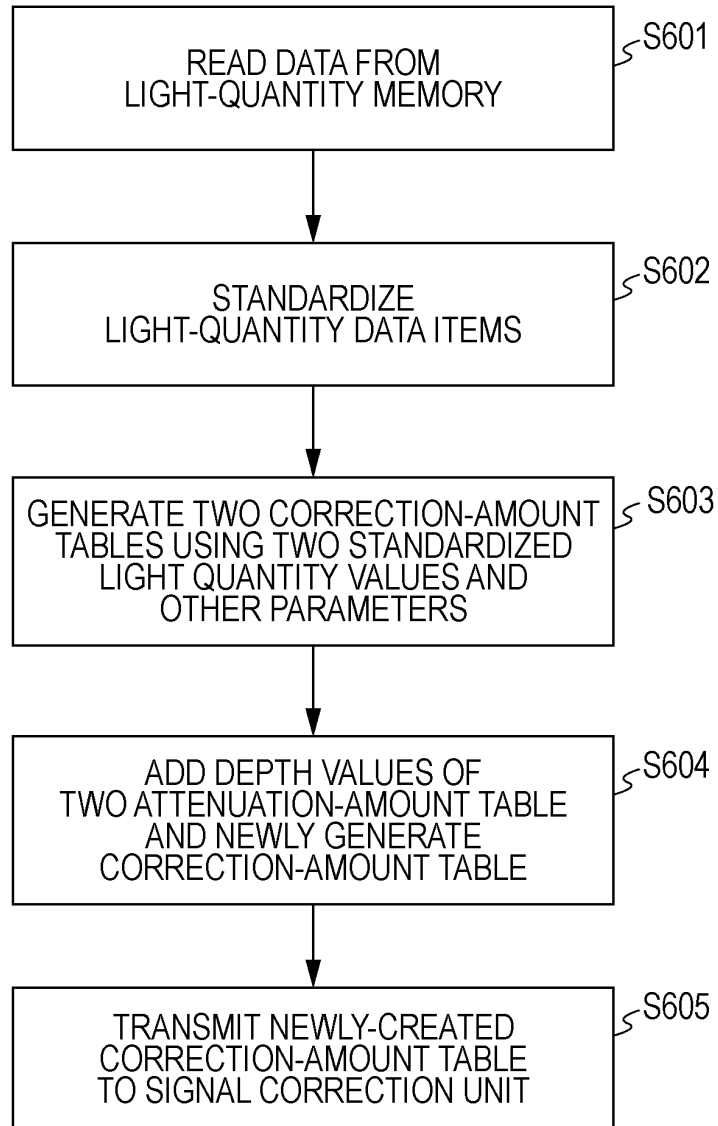 READ DATA FROM
LIGHT-QUANTITY MEMORY
S601
STANDARDIZE
LIGHT-QUANTITY DATA ITEMS
S602
GENERATE TWO CORRECTION-AMOUNT
TABLES USING TWO STANDARDIZED
LIGHT QUANTITY VALUES AND
OTHER PARAMETERS
S603
ADD DEPTH VALUES OF
TWO ATTENUATION-AMOUNT TABLE
AND NEWLY GENERATE
CORRECTION-AMOUNT TABLE
S604
TRANSMIT NEWLY-CREATED
CORRECTION-AMOUNT TABLE
TO SIGNAL CORRECTION UNIT
S605